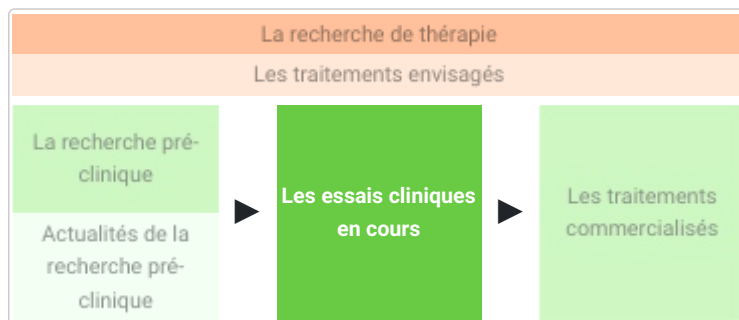 La recherche de thérapie
Les traitements envisagés
La recherche pré-
clinique
Actualités de la
recherche pré-
clinique
Les essais cliniques
en cours
Les traitements
commercialisés